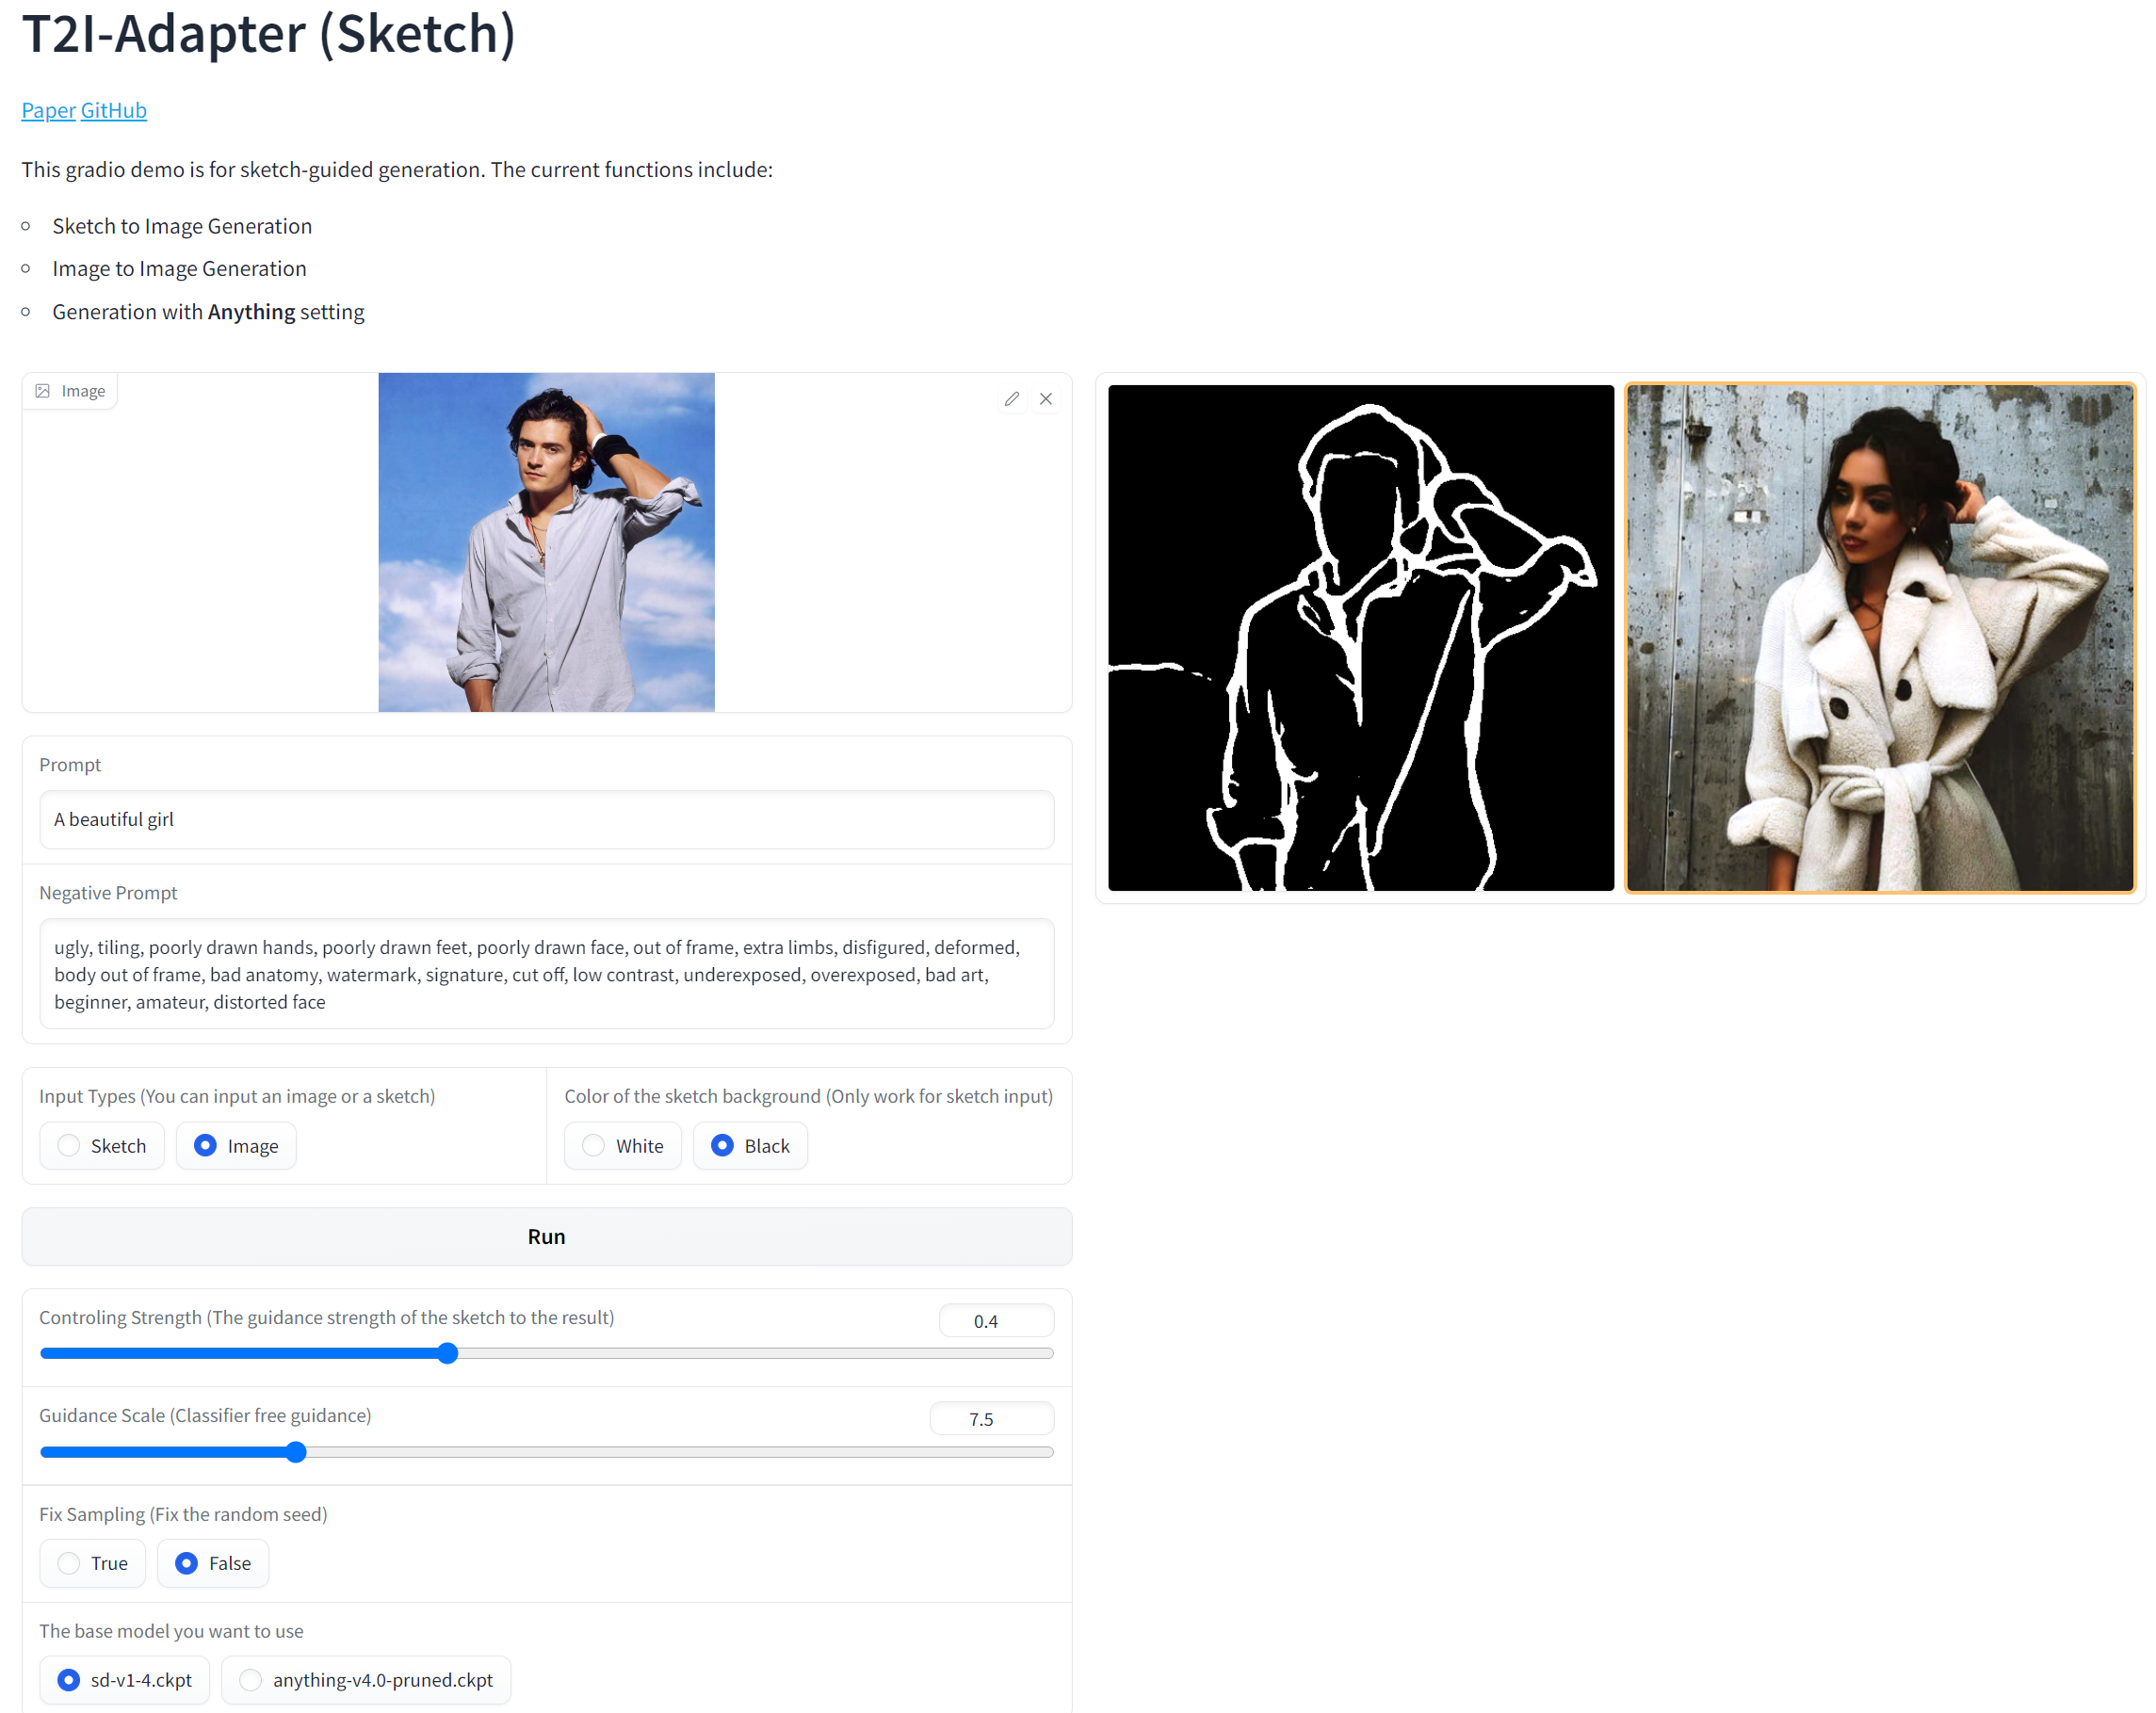 T2I-Adapter (Sketch)
Paper GitHub
This gradio demo is for sketch-guided generation. The current functions include:
Sketch to Image Generation
Image to Image Generation
Generation with Anything setting
Image
Prompt
A beautiful girl
Negative Prompt
ugly, tiling, poorly drawn hands, poorly drawn feet, poorly drawn face, out of frame, extra limbs, disfigured, deformed,
body out of frame, bad anatomy, watermark, signature, cut off, low contrast, underexposed, overexposed, bad art,
beginner, amateur, distorted face
Input Types (You can input an image or a sketch)
Sketch Image
Color of the sketch background (Only work for sketch input)
White Black
Run
Controling Strength (The guidance strength of the sketch to the result) 0.4
Guidance Scale (Classifier free guidance) 7.5
Fix Sampling (Fix the random seed)
True False
The base model you want to use
sd-v1-4.ckpt anything-v4.0-pruned.ckpt